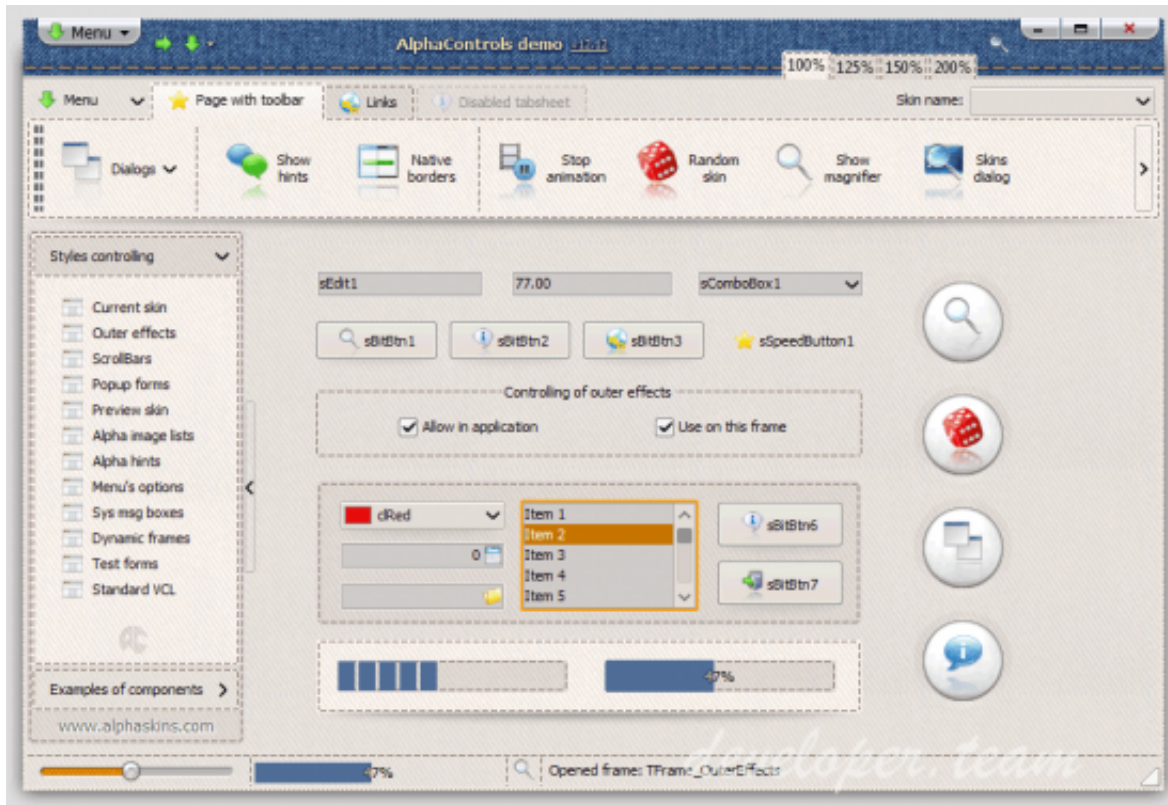 Menu
AlphaControls demo
100% 125% 150% 200%
Menu
Page with toolbar
Links
Disabled tabsheet
Skin name:
Dialogs
Show hints
Native borders
Stop animation
Random skin
Show magnifier
Skins dialog
Styles controlling
Current skin
Outer effects
ScrollBars
Popup forms
Preview skin
Alpha image lists
Alpha hints
Menu's options
Sys msg boxes
Dynamic frames
Test forms
Standard VCL
Examples of components
www.alphaskins.com
sEdit1
77.00
sComboBox1
sBitBtn1
sBitBtn2
sBitBtn3
sSpeedButton1
Controlling of outer effects
Allow in application
Use on this frame
clRed
0
Item 1
Item 2
Item 3
Item 4
Item 5
sBitBtn6
sBitBtn7
47%
47%
Opened frame: TFrame_OuterEffects
developer.team